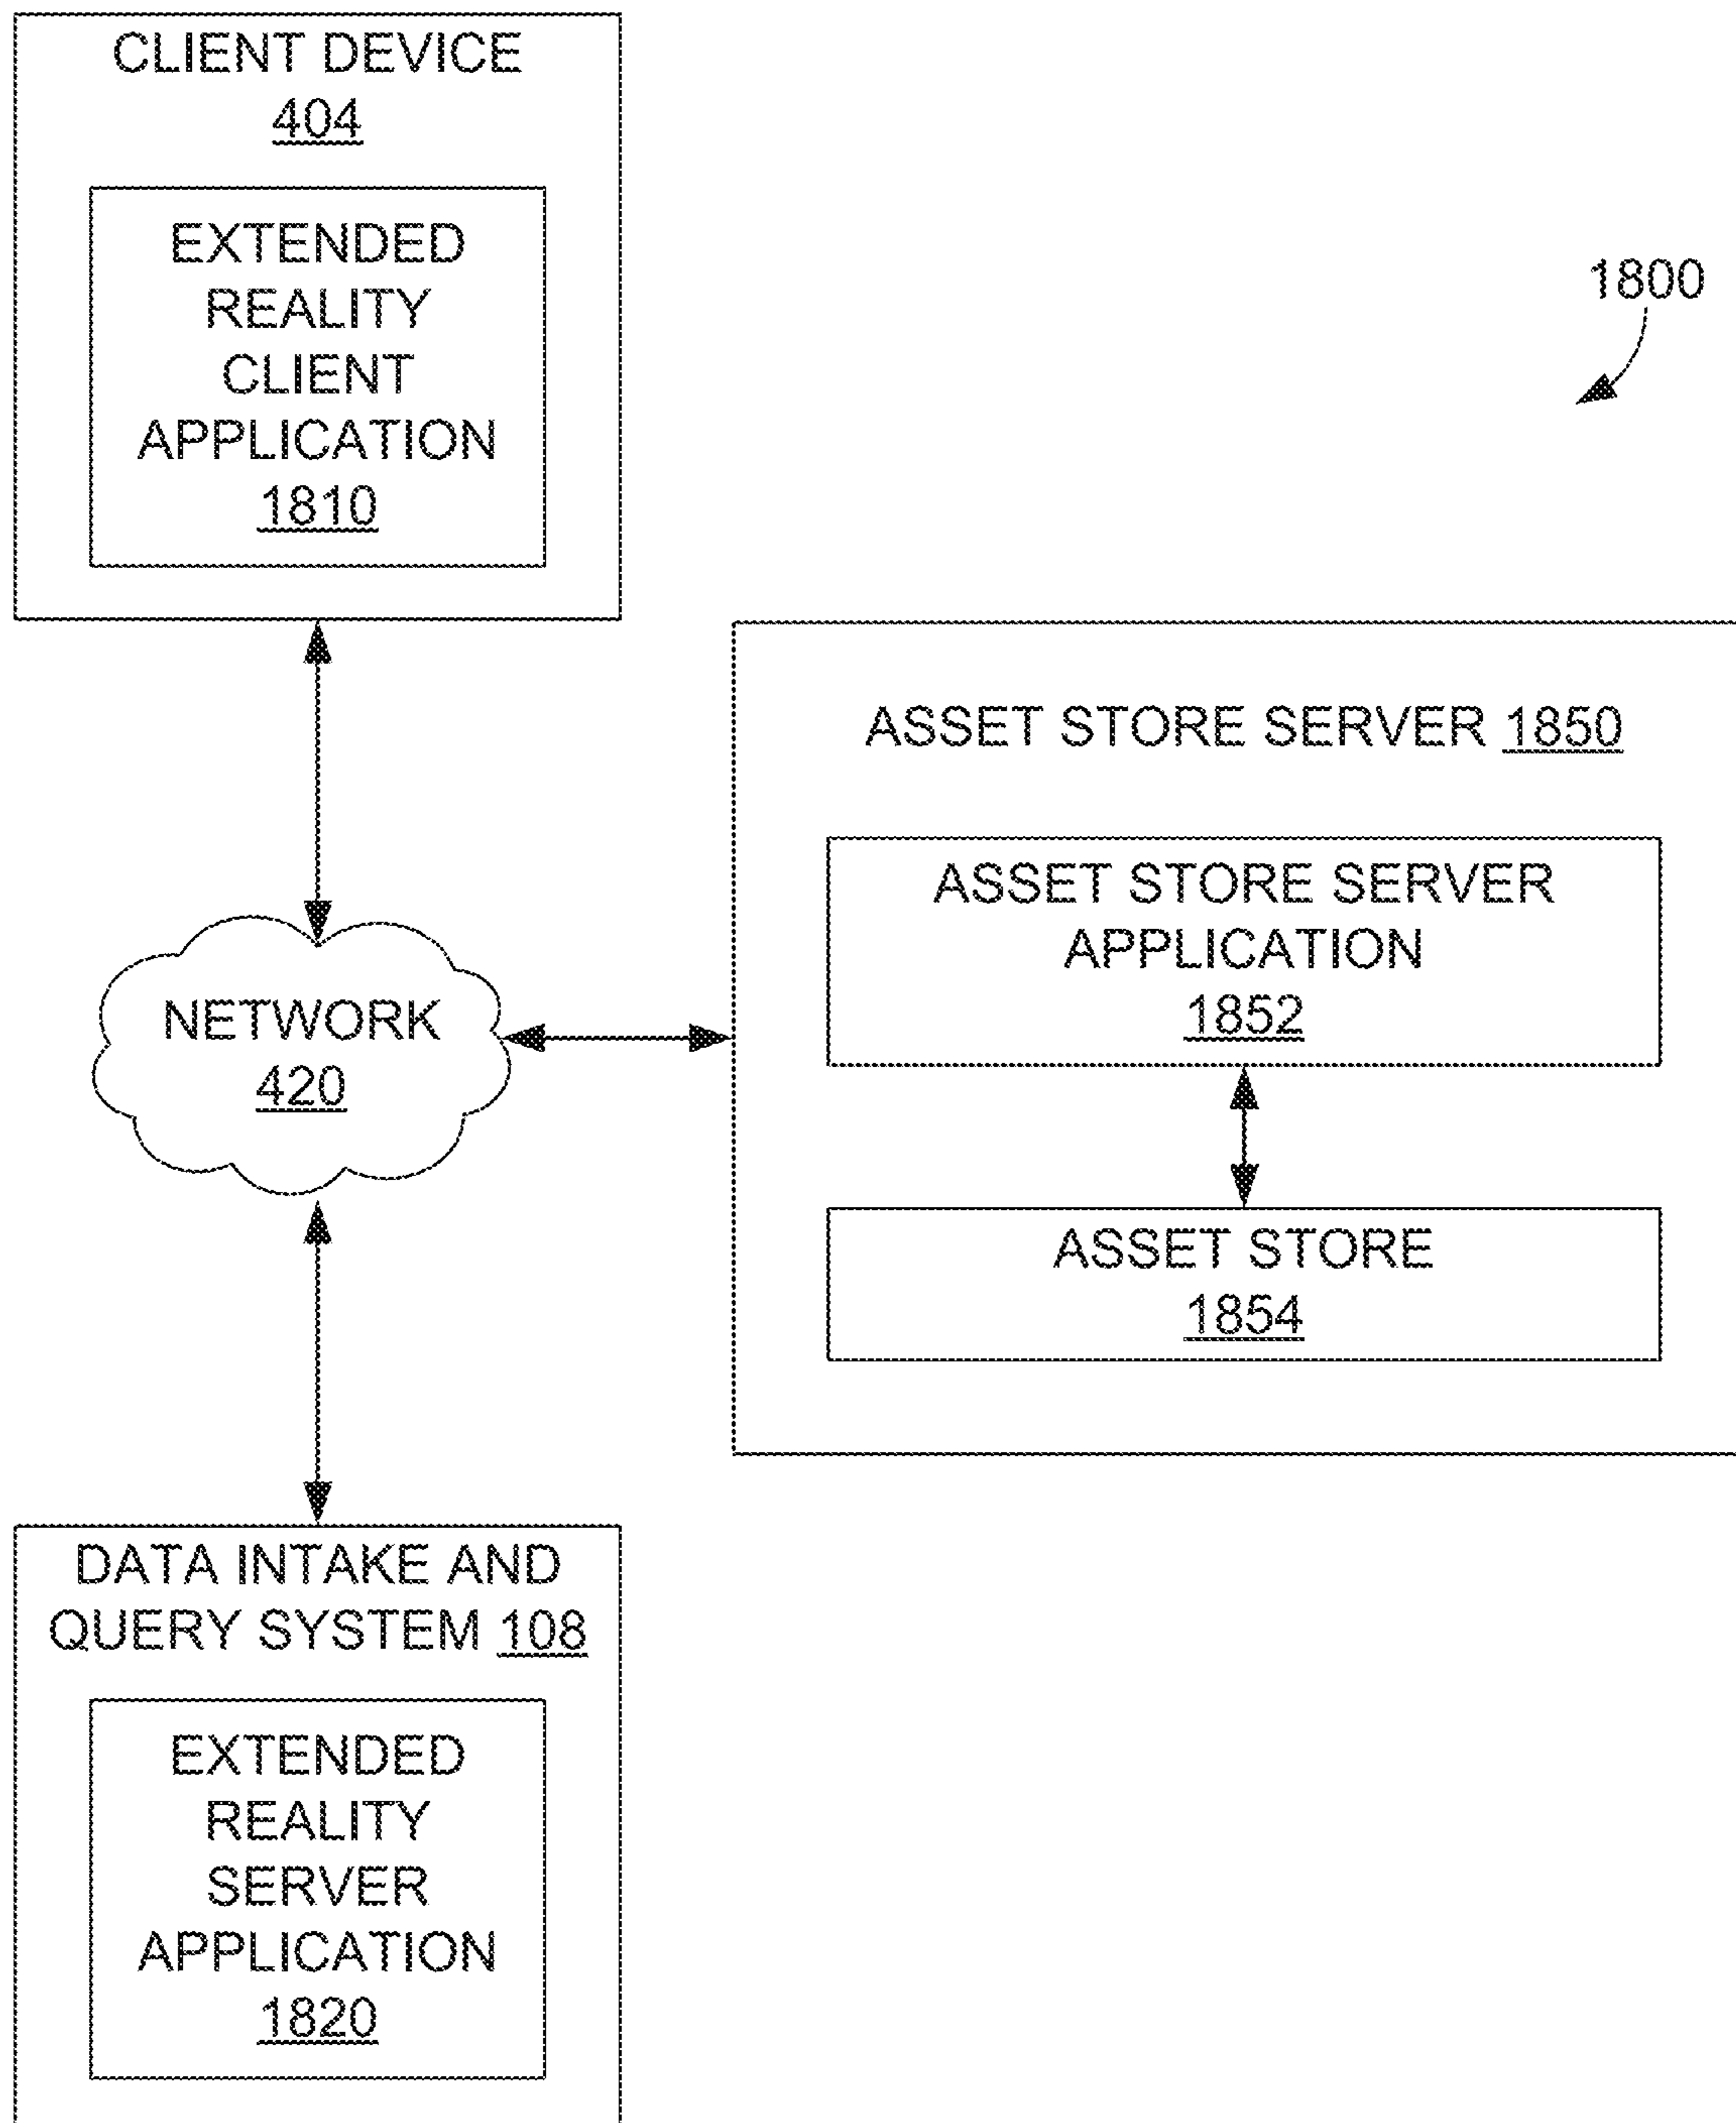 CLIENT DEVICE
404
EXTENDED
REALITY
CLIENT
APPLICATION
1810
1800
ASSET STORE SERVER 1850
ASSET STORE SERVER
APPLICATION
1852
NETWORK
420
ASSET STORE
1854
DATA INTAKE AND
QUERY SYSTEM 108
EXTENDED
REALITY
SERVER
APPLICATION
1820